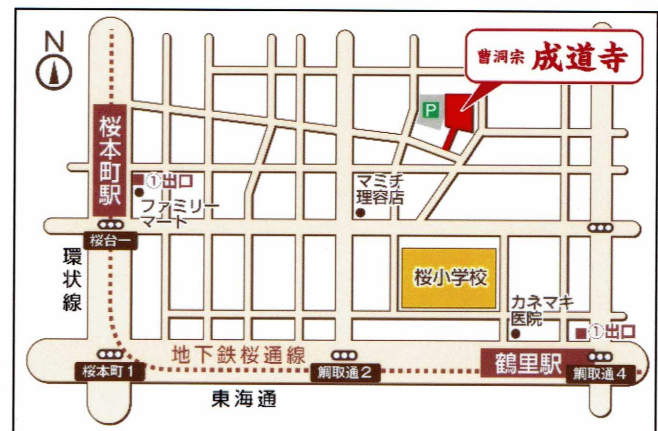 N
曹洞宗 成道寺
P
桜本町駅
①出口
ファミリー
マート
マミチ
理容店
桜台一
環状線
桜小学校
カネマキ
医院
①出口
地下鉄桜通線
鶴里駅
桜本町1
鯛取通2
鯛取通4
東海通